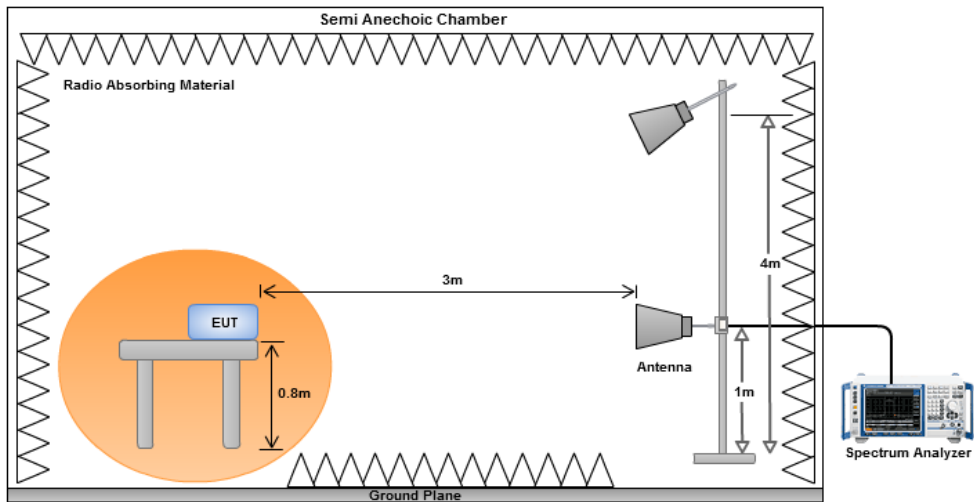 Semi Anechoic Chamber
Radio Absorbing Material
4m
3m
EUT
Antenna
0.8m
1m
Spectrum Analyzer
Ground Plane